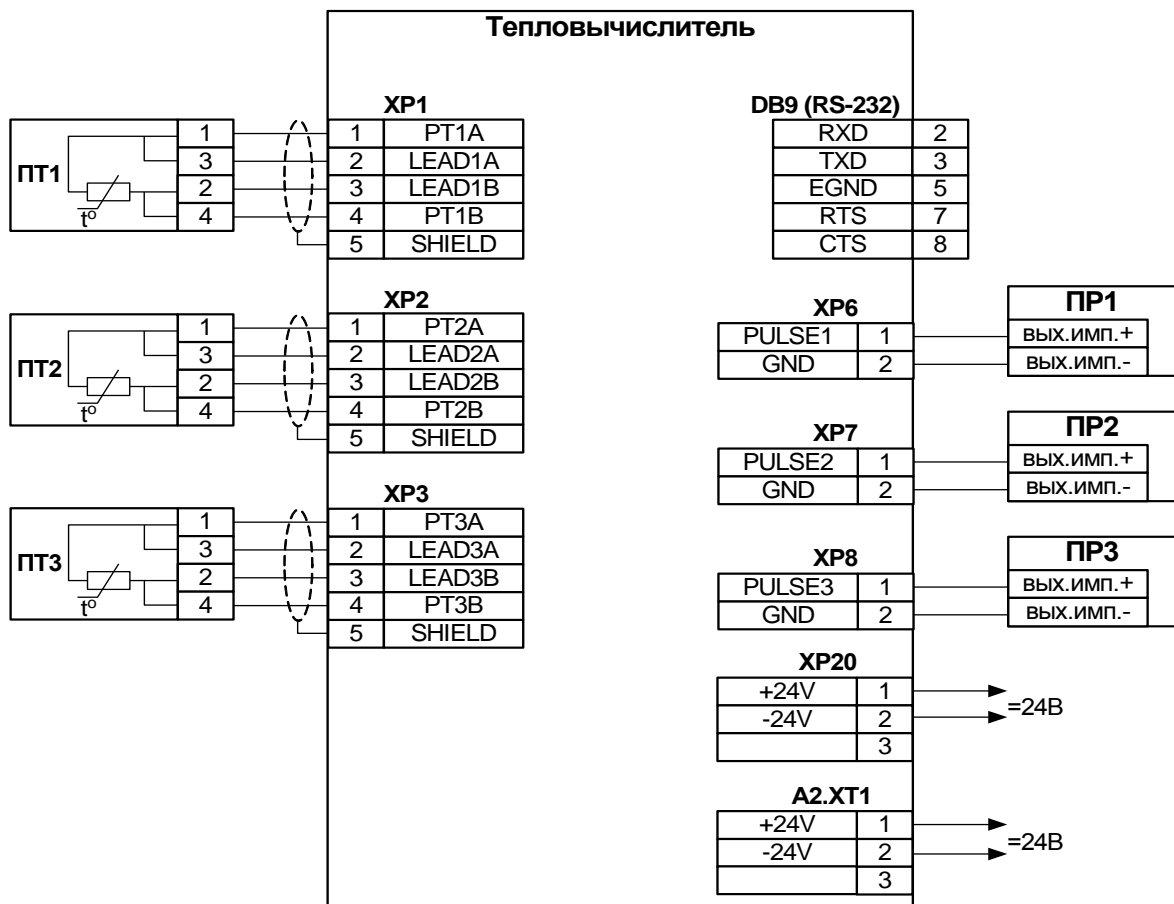 Тепловычислитель
XP1
ПТ1
1 1 PT1A
3 2 LEAD1A
2 3 LEAD1B
4 4 PT1B
5 SHIELD
t°
XP2
ПТ2
1 1 PT2A
3 2 LEAD2A
2 3 LEAD2B
4 4 PT2B
5 SHIELD
t°
XP3
ПТ3
1 1 PT3A
3 2 LEAD3A
2 3 LEAD3B
4 4 PT3B
5 SHIELD
t°
DB9 (RS-232)
RXD 2
TXD 3
EGND 5
RTS 7
CTS 8
XP6
PULSE1 1
GND 2
ПР1
вых.имп.+
вых.имп.-
XP7
PULSE2 1
GND 2
ПР2
вых.имп.+
вых.имп.-
XP8
PULSE3 1
GND 2
ПР3
вых.имп.+
вых.имп.-
XP20
+24V 1
-24V 2
3
=24В
A2.XT1
+24V 1
-24V 2
3
=24В